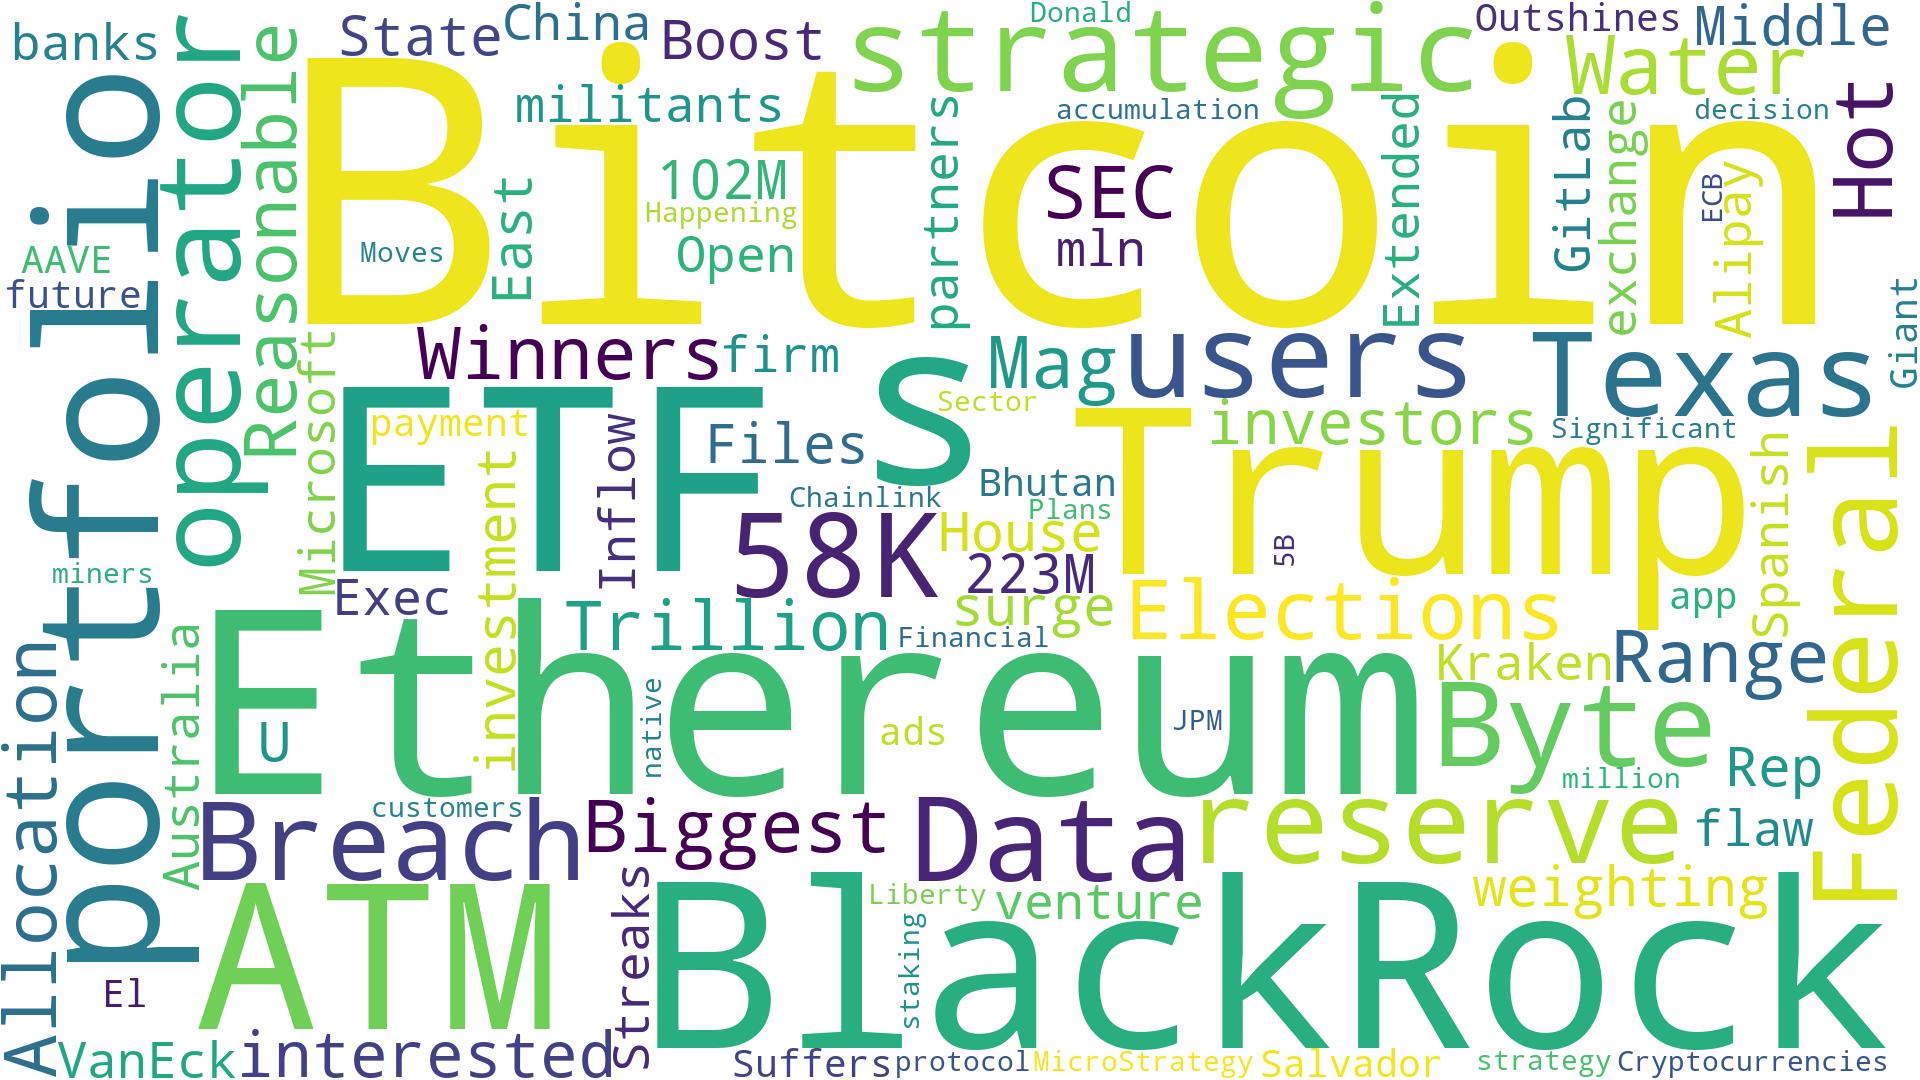 banks
State
China
Boost
strategic
Donald
Outshines
Middle
Water
portfolio
operator
Reasonable
Bitcoin
militants
accumulation
decision
Hot
partners
Extended
GitLab
exchange
102M
Happening
Open
SEC
mln
East
Moves
ECB
Alipay
AAVE
future
Giant
Winners
firm
S
Mag
users
Texas
Microsoft
ETF
payment
Sector
Trump
investors
Significant
Inflow
Files
Chainlink
Bhutan
Plans
Federal
Spanish
investment
58K
House
5B
223M
miners
Exec
Trillion
surge
Elections
app
Financial
Ethereum
Kraken
Range
Allocation
Australia
U
native
ads
JPM
Byte
Rep
million
customers
Breach
Biggest
Data
reserve
flaw
Streaks
BlackRock
Liberty
venture
weighting
ATM
staking
El
VanEck
interested
Suffers
protocol
MicroStrategy
Salvador
strategy
Cryptocurrencies